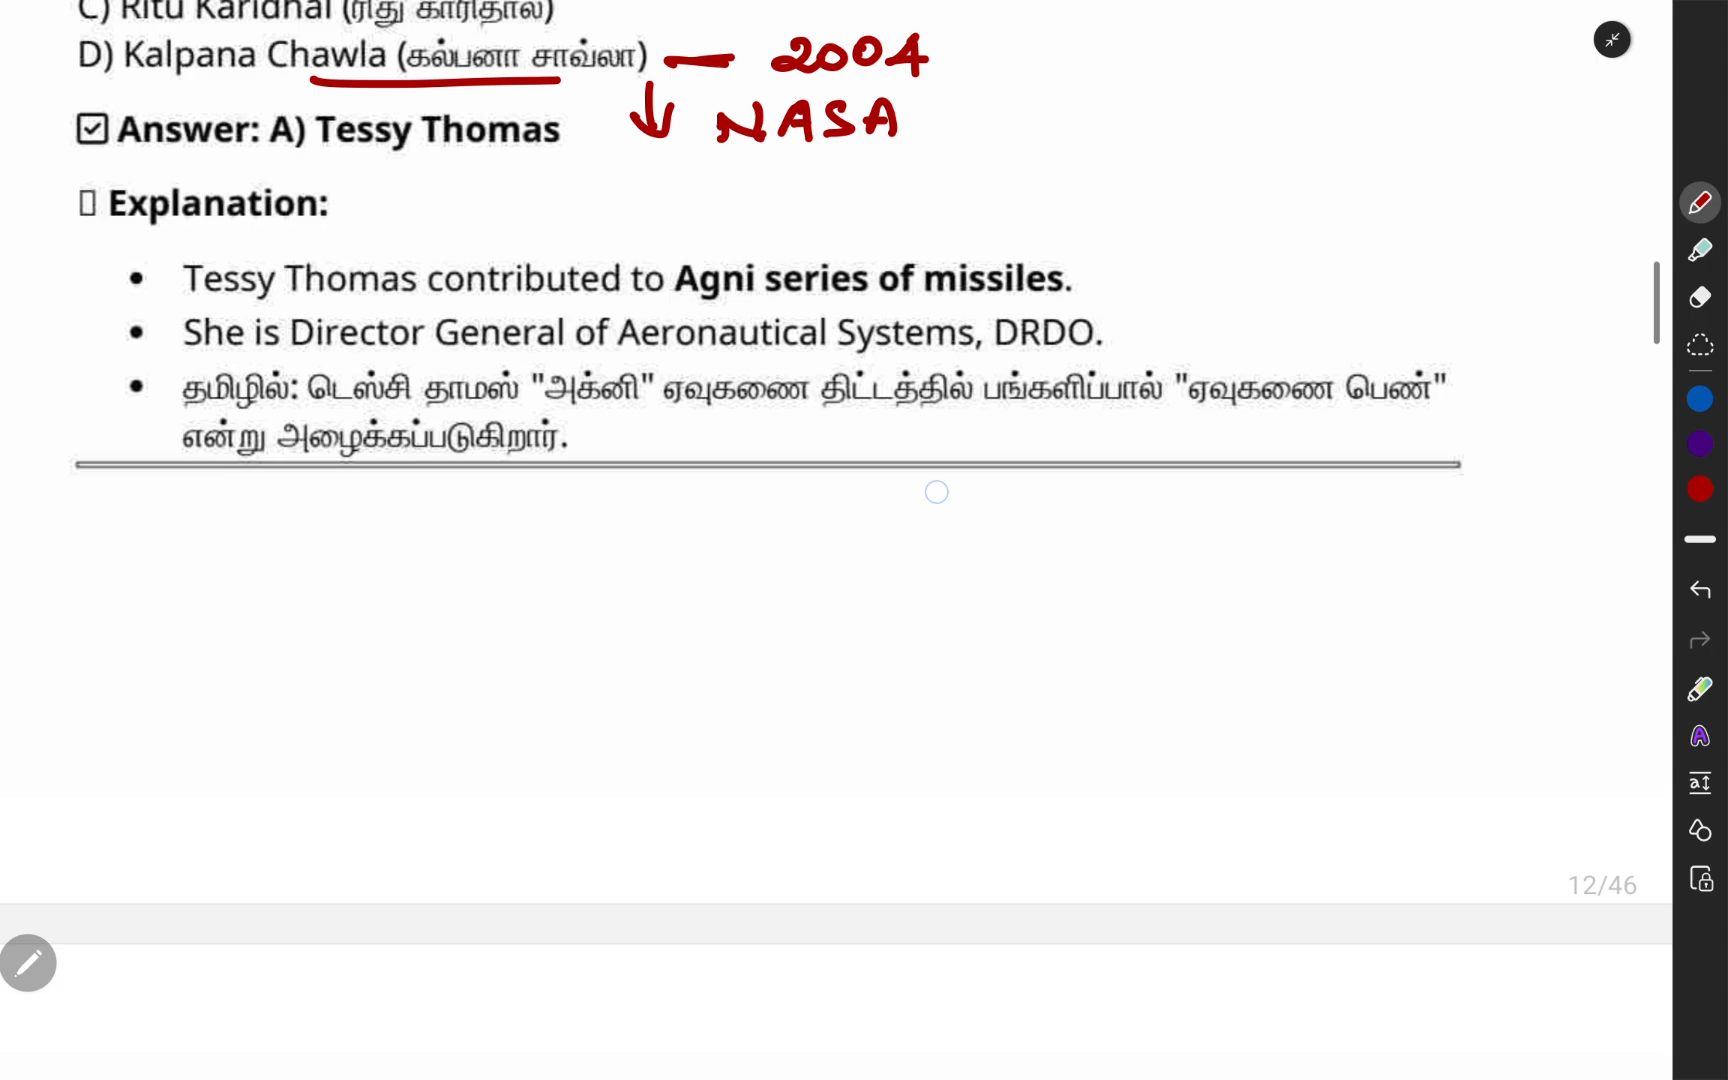 C) Ritu Karidhal (ரிது காரிதால்)
D) Kalpana Chawla (கல்பனா சாவ்லா) — 2004
↓ NASA
☑ Answer: A) Tessy Thomas
Explanation:
• Tessy Thomas contributed to Agni series of missiles.
• She is Director General of Aeronautical Systems, DRDO.
• தமிழில்: டெஸ்சி தாமஸ் "அக்னி" ஏவுகணை திட்டத்தில் பங்களிப்பால் "ஏவுகணை பெண்"
என்று அழைக்கப்படுகிறார்.
12/46